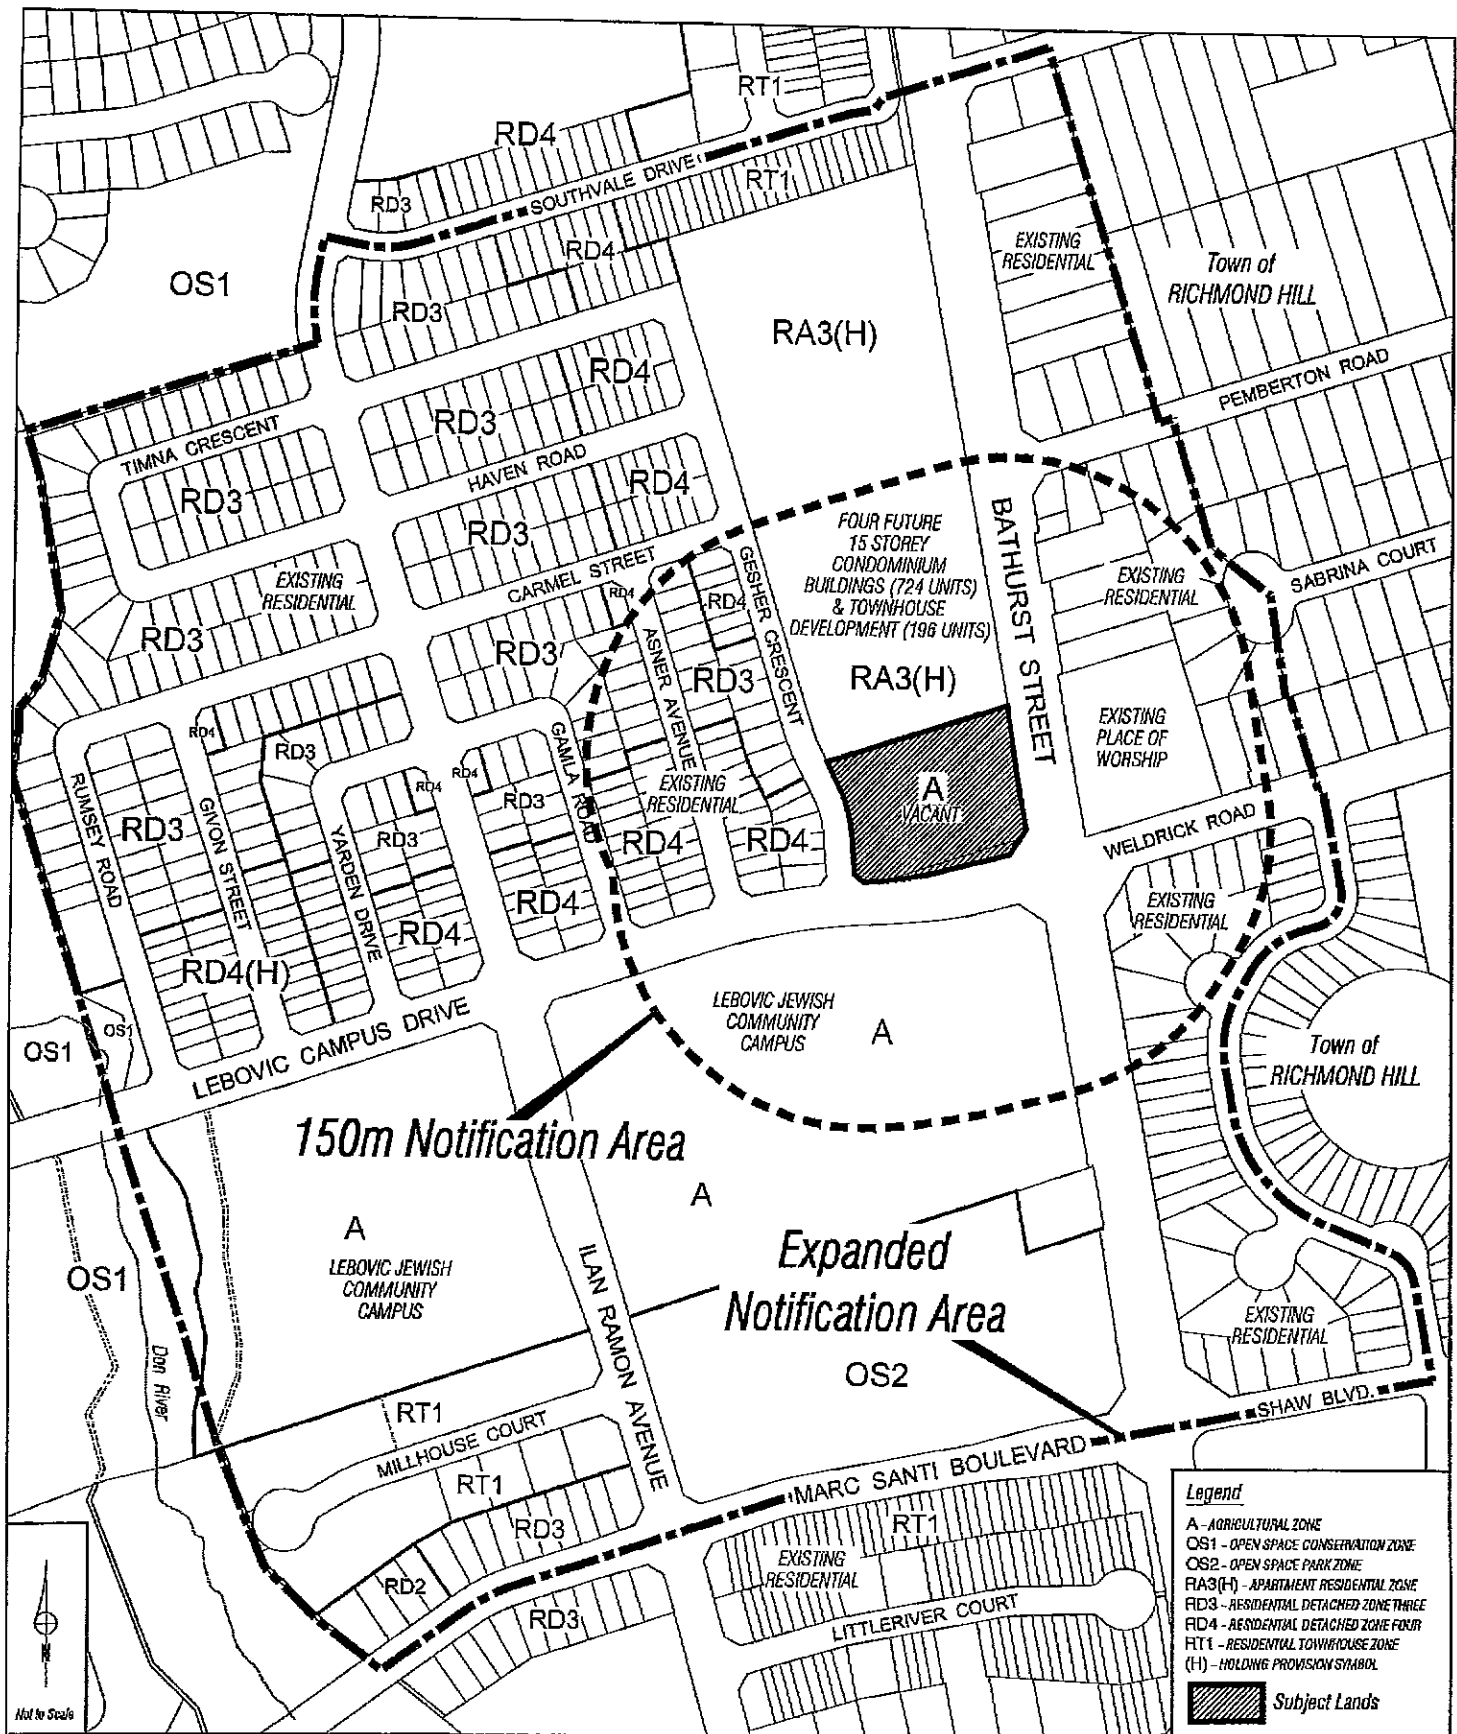 RT1
RD4
SOUTHVALE DRIVE
RT1
RD3
EXISTING
RESIDENTIAL
Town of
RICHMOND HILL
RD4
OS1
RD3
RA3(H)
RD4
PEMBERTON ROAD
RD3
TIMNA CRESCENT
HAVEN ROAD
RD4
RD3
RD3
BATHURST STREET
FOUR FUTURE
15 STOREY
CONDOMINIUM
BUILDINGS (724 UNITS)
& TOWNHOUSE
DEVELOPMENT (196 UNITS)
GESHER CRESCENT
CARMEL STREET
SABRINA COURT
EXISTING
RESIDENTIAL
EXISTING
RESIDENTIAL
RD4
RD4
ASNER AVENUE
RD3
RD3
RD3
RA3(H)
EXISTING
PLACE OF
WORSHIP
RD4
RD3
GAMLA ROAD
RD4
RD4
EXISTING
RESIDENTIAL
A
VACANT
RUMSEY ROAD
GIVON STREET
YARDEN DRIVE
RD3
RD3
RD3
RD4
RD4
WELDRICK ROAD
EXISTING
RESIDENTIAL
RD4
RD4
RD4(H)
LEBOVIC JEWISH
COMMUNITY
CAMPUS
A
OS1
OS1
LEBOVIC CAMPUS DRIVE
Town of
RICHMOND HILL
150m Notification Area
A
A
LEBOVIC JEWISH
COMMUNITY
CAMPUS
ILAN RAMON AVENUE
Expanded
Notification Area
OS1
Don River
EXISTING
RESIDENTIAL
OS2
SHAW BLVD.
RT1
MILLHOUSE COURT
MARC SANTI BOULEVARD
RT1
RD3
RT1
EXISTING
RESIDENTIAL
RD2
RD3
LITTLERIVER COURT
N
Not to Scale
Legend
A - AGRICULTURAL ZONE
OS1 - OPEN SPACE CONSERVATION ZONE
OS2 - OPEN SPACE PARK ZONE
RA3(H) - APARTMENT RESIDENTIAL ZONE
RD3 - RESIDENTIAL DETACHED ZONE THREE
RD4 - RESIDENTIAL DETACHED ZONE FOUR
RT1 - RESIDENTIAL TOWNHOUSE ZONE
(H) - HOLDING PROVISION SYMBOL
Subject Lands